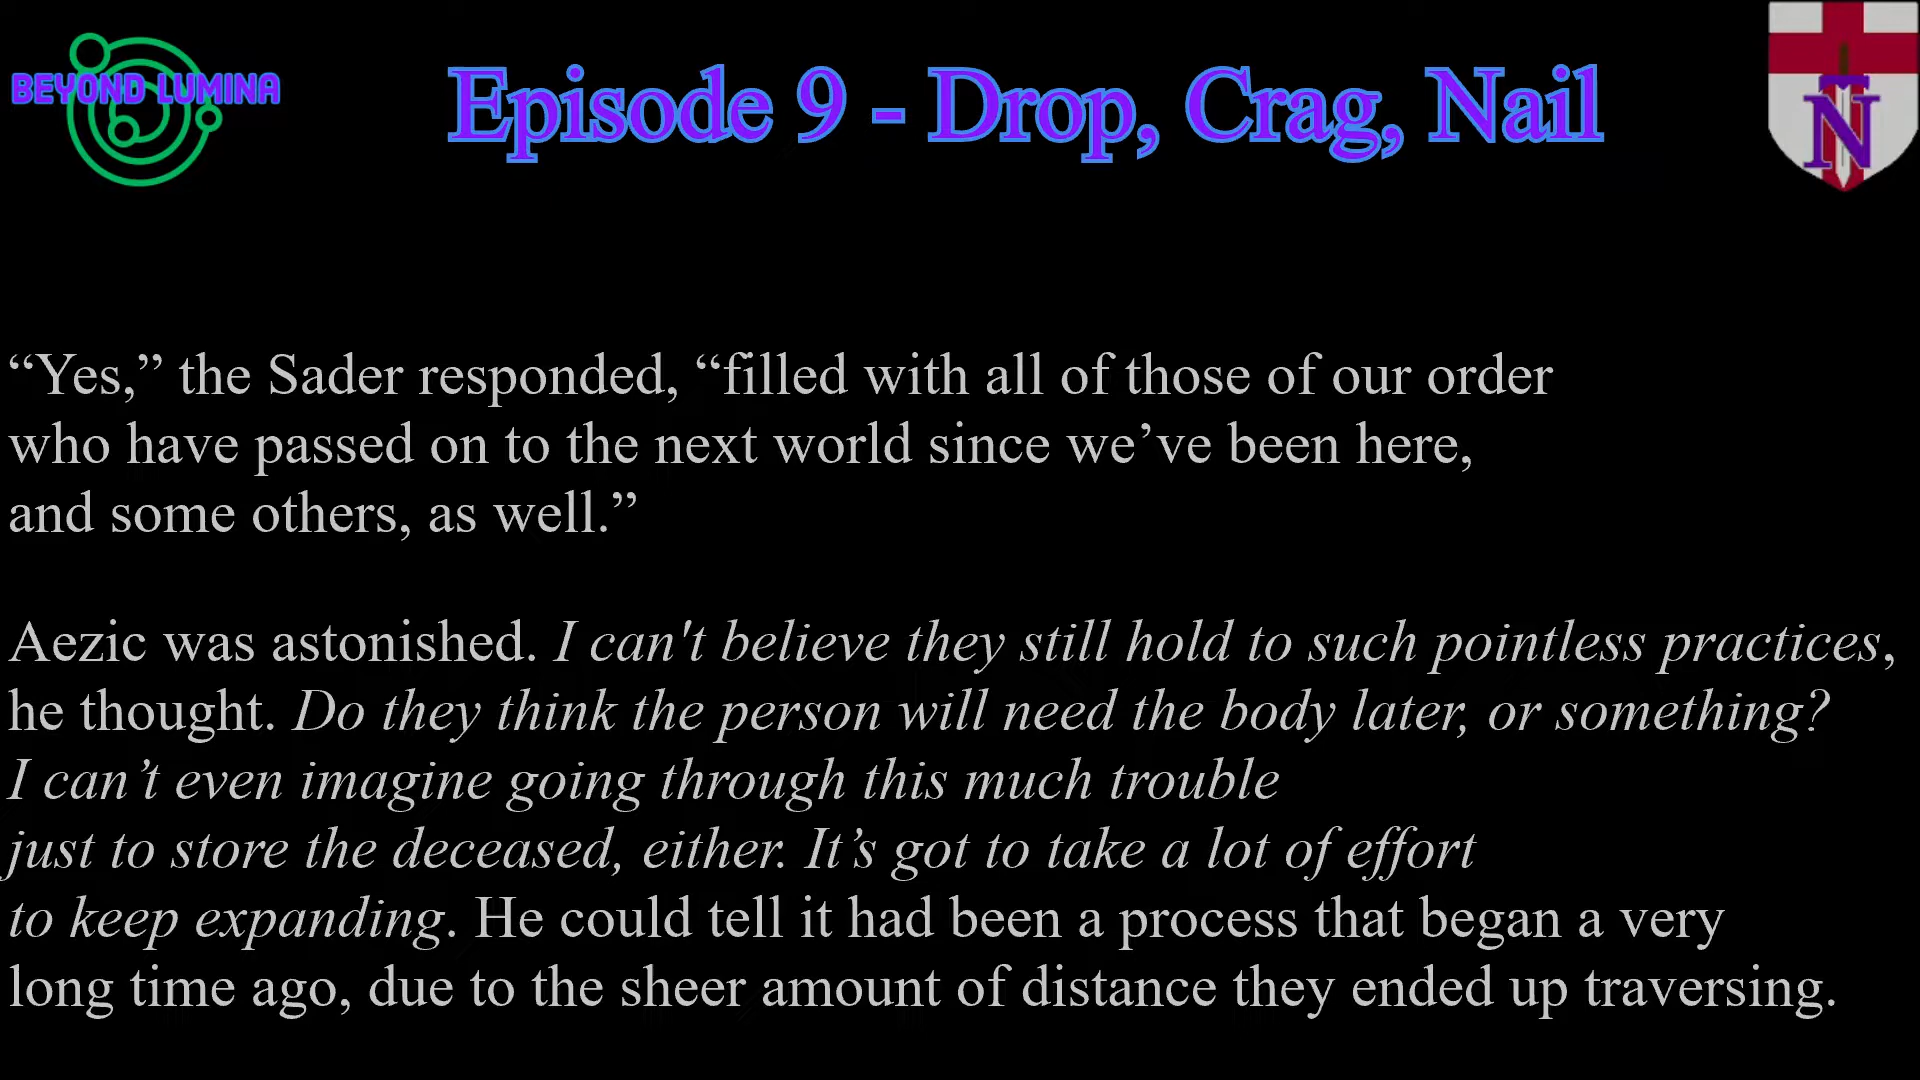 BEYOND LUMINA
Episode 9 - Drop, Crag, Nail
N
“Yes,” the Sader responded, “filled with all of those of our order
who have passed on to the next world since we’ve been here,
and some others, as well.”
Aezic was astonished. I can't believe they still hold to such pointless practices,
he thought. Do they think the person will need the body later, or something?
I can’t even imagine going through this much trouble
just to store the deceased, either. It’s got to take a lot of effort
to keep expanding. He could tell it had been a process that began a very
long time ago, due to the sheer amount of distance they ended up traversing.